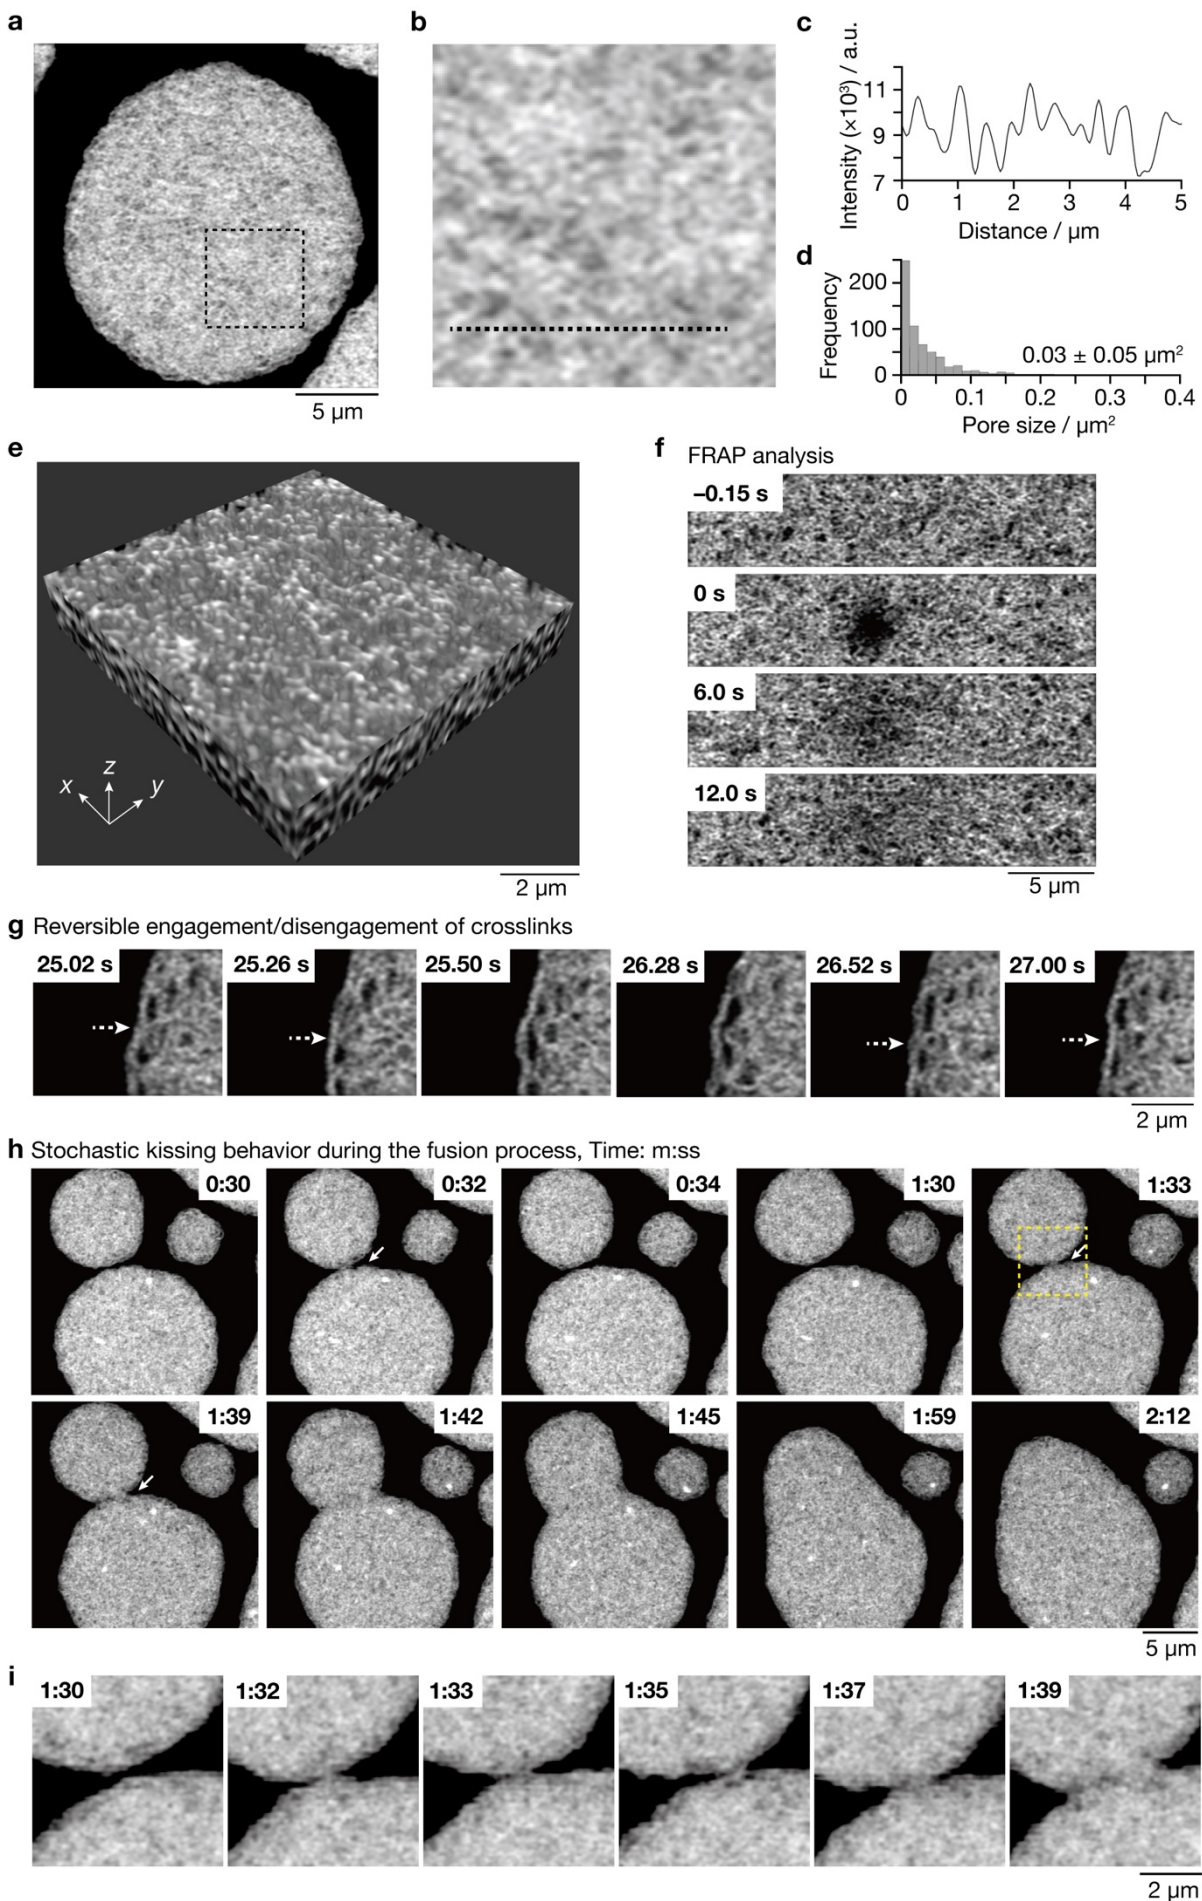 a
5 µm
b
c
Intensity (×10³) / a.u.
11
9
7
0 1 2 3 4 5
Distance / µm
d
Frequency
200
100
0
0.03 ± 0.05 µm²
0 0.1 0.2 0.3 0.4
Pore size / µm²
e
x z y
2 µm
f FRAP analysis
–0.15 s
0 s
6.0 s
12.0 s
5 µm
g Reversible engagement/disengagement of crosslinks
25.02 s 25.26 s 25.50 s 26.28 s 26.52 s 27.00 s
2 µm
h Stochastic kissing behavior during the fusion process, Time: m:ss
0:30 0:32 0:34 1:30 1:33
1:39 1:42 1:45 1:59 2:12
5 µm
i
1:30 1:32 1:33 1:35 1:37 1:39
2 µm